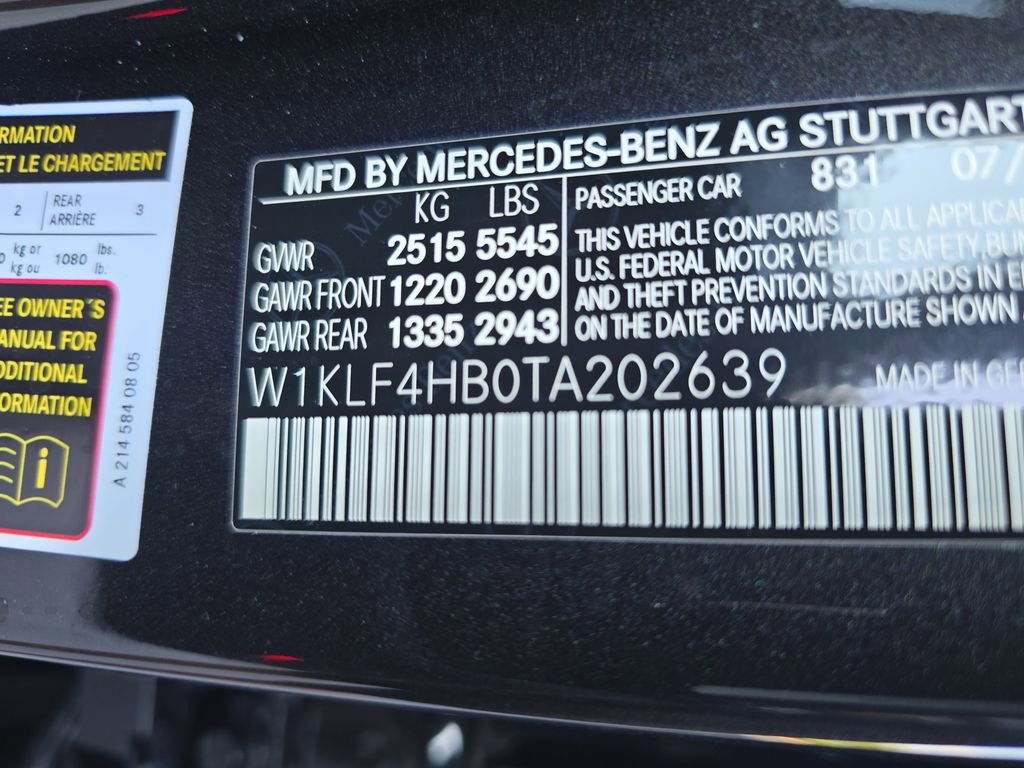 RMATION
ET LE CHARGEMENT
2 REAR ARRIÈRE 3
kg or 1080 lbs.
kg ou lb.
EE OWNER´S
ANUAL FOR
DDITIONAL
FORMATION
i
A 214 584 08 05
MFD BY MERCEDES-BENZ AG STUTTGART
KG LBS
GVWR 2515 5545
GAWR FRONT 1220 2690
GAWR REAR 1335 2943
PASSENGER CAR 831 07/
THIS VEHICLE CONFORMS TO ALL APPLICA
U.S. FEDERAL MOTOR VEHICLE SAFETY, BU
AND THEFT PREVENTION STANDARDS IN E
ON THE DATE OF MANUFACTURE SHOWN A
W1KLF4HB0TA202639
MADE IN GE